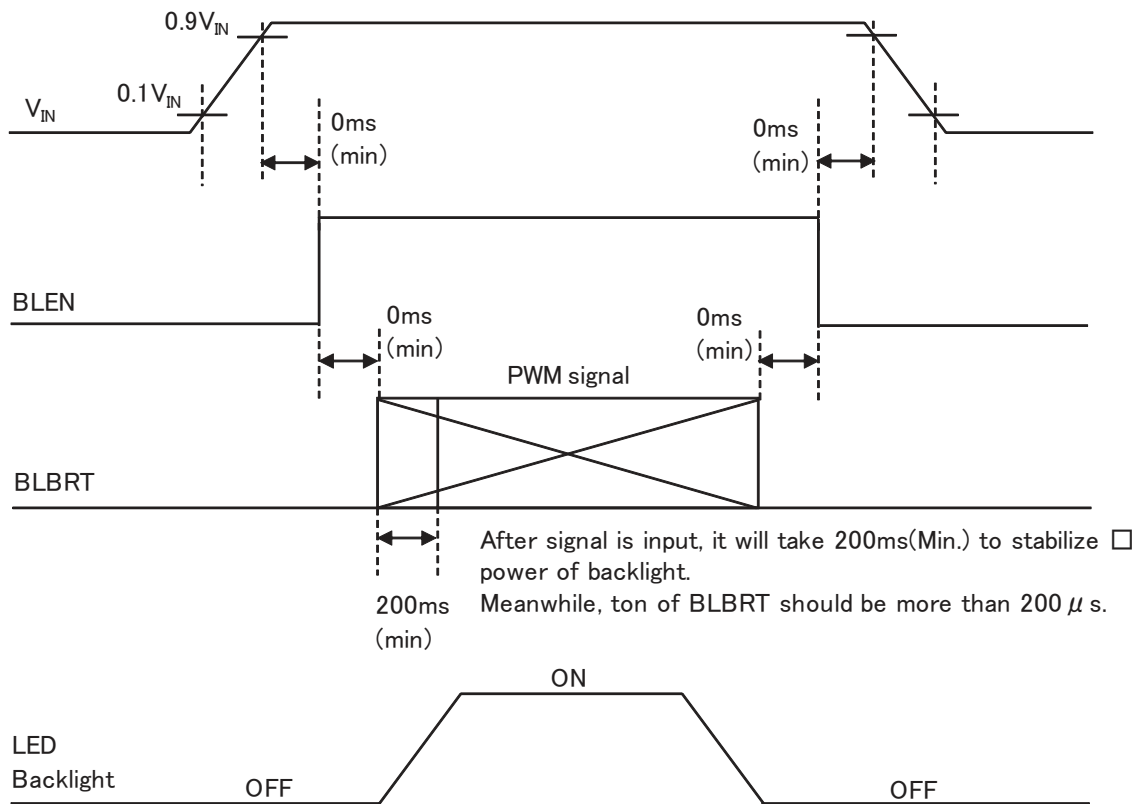 0.9VIN
0.1VIN
VIN
0ms
(min)
0ms
(min)
BLEN
0ms
(min)
0ms
(min)
PWM signal
BLBRT
After signal is input, it will take 200ms(Min.) to stabilize □
power of backlight.
Meanwhile, ton of BLBRT should be more than 200 μ s.
200ms
(min)
ON
LED
Backlight
OFF
OFF